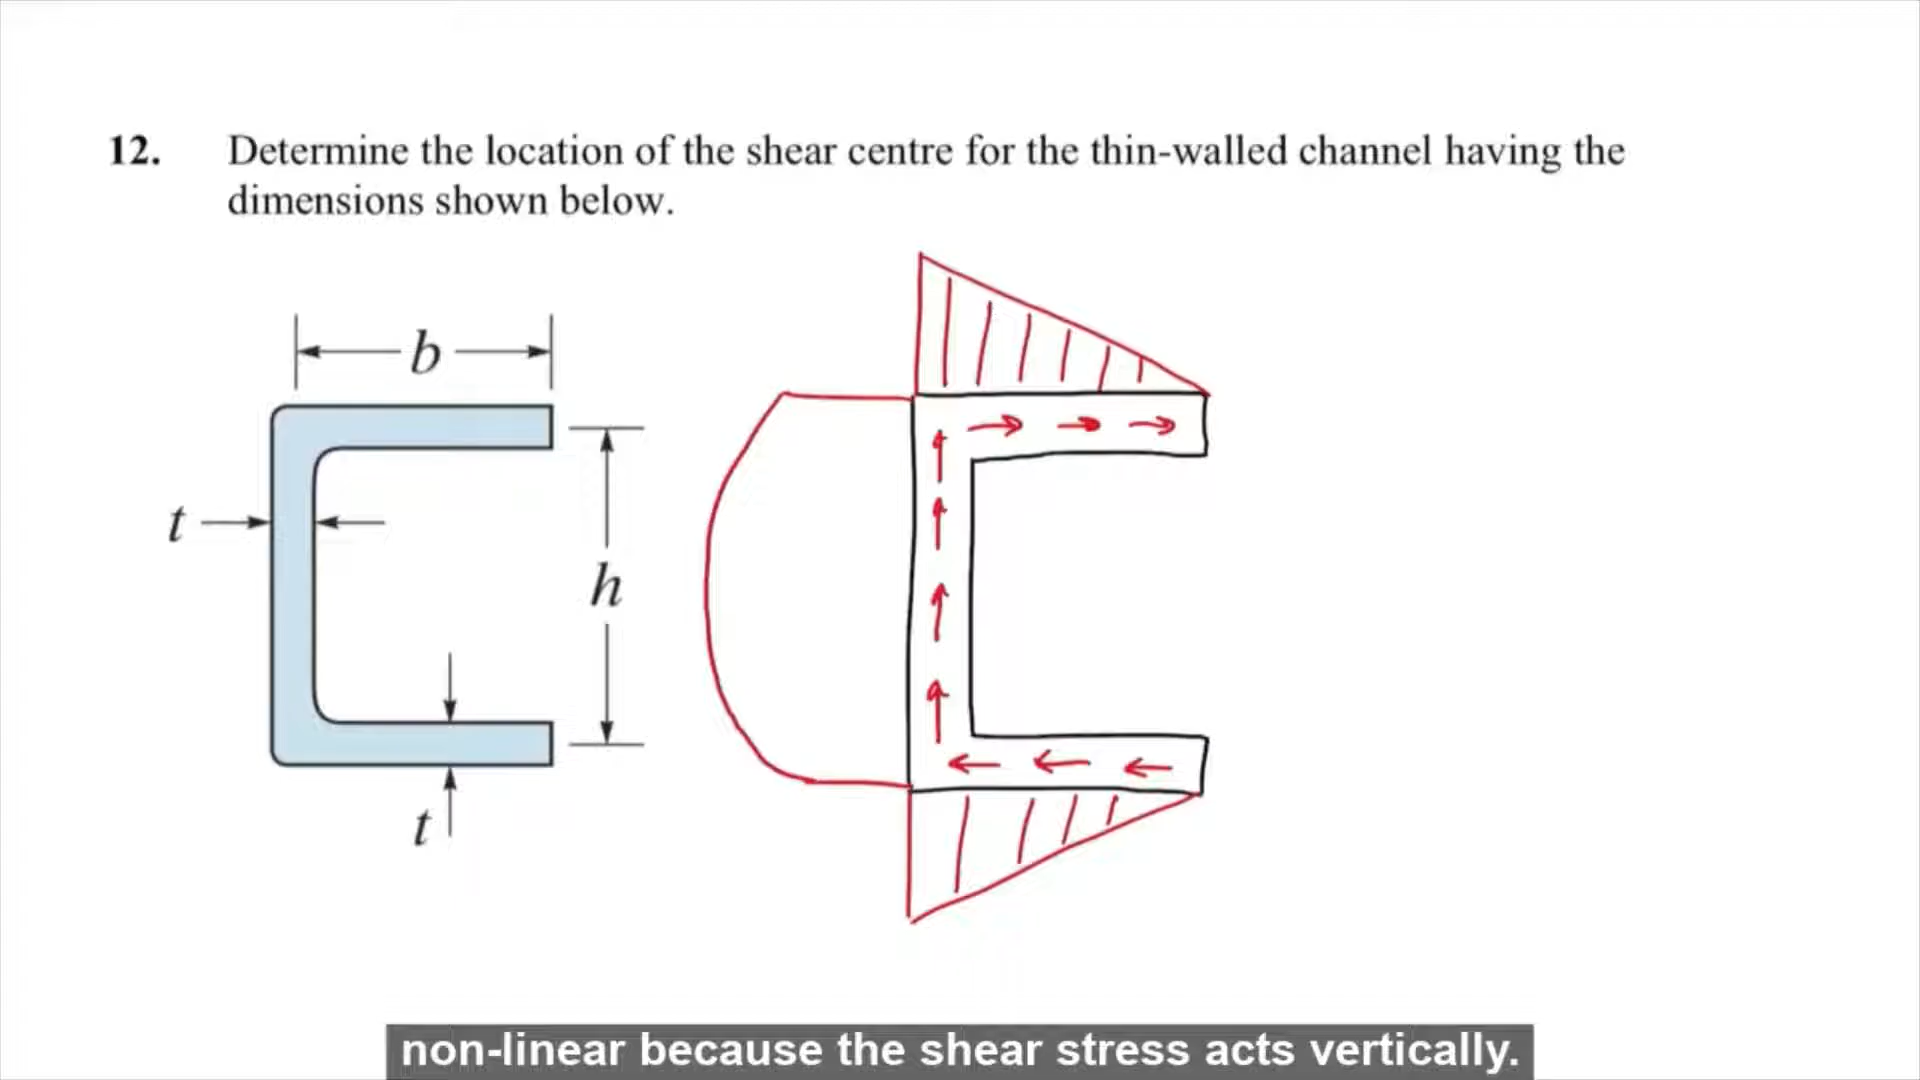 12. Determine the location of the shear centre for the thin-walled channel having the
dimensions shown below.
b
t
h
t
non-linear because the shear stress acts vertically.